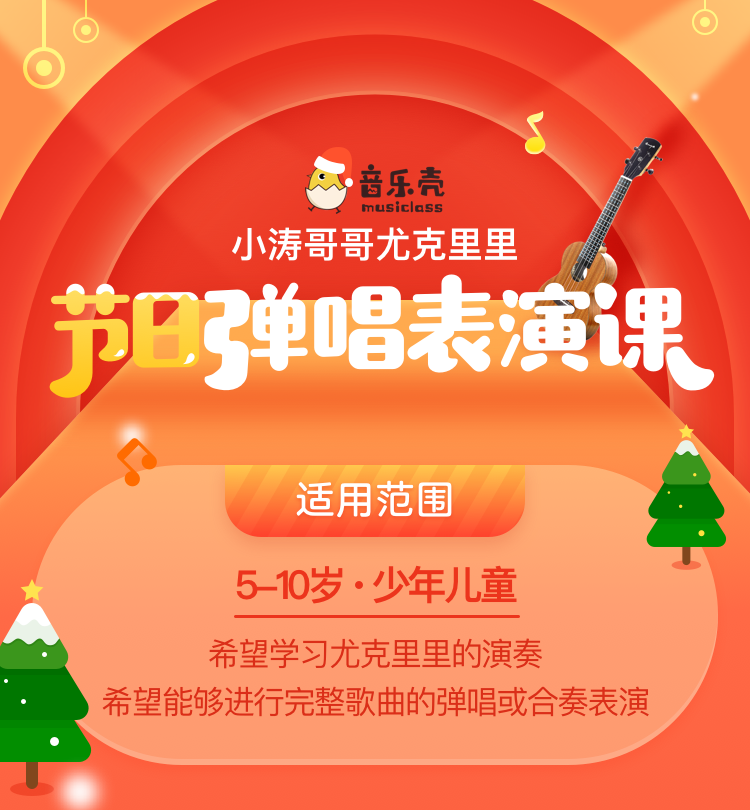 音乐壳
musiclass
小涛哥哥尤克里里
节日弹唱表演课
适用范围
5–10岁·少年儿童
希望学习尤克里里的演奏
希望能够进行完整歌曲的弹唱或合奏表演